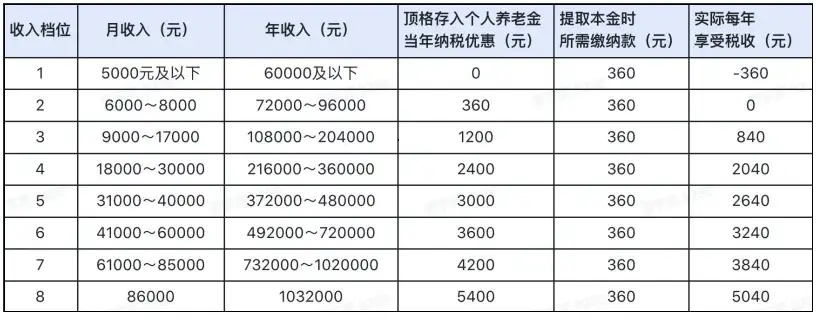 收入档位 月收入（元） 年收入（元） 顶格存入个人养老金 提取本金时 实际每年
当年纳税优惠（元） 所需缴纳款（元） 享受税收（元）
1 5000元及以下 60000及以下 0 360 -360
2 6000～8000 72000～96000 360 360 0
3 9000～17000 108000～204000 1200 360 840
4 18000～30000 216000～360000 2400 360 2040
5 31000～40000 372000～480000 3000 360 2640
6 41000～60000 492000～720000 3600 360 3240
7 61000～85000 732000～1020000 4200 360 3840
8 86000 1032000 5400 360 5040